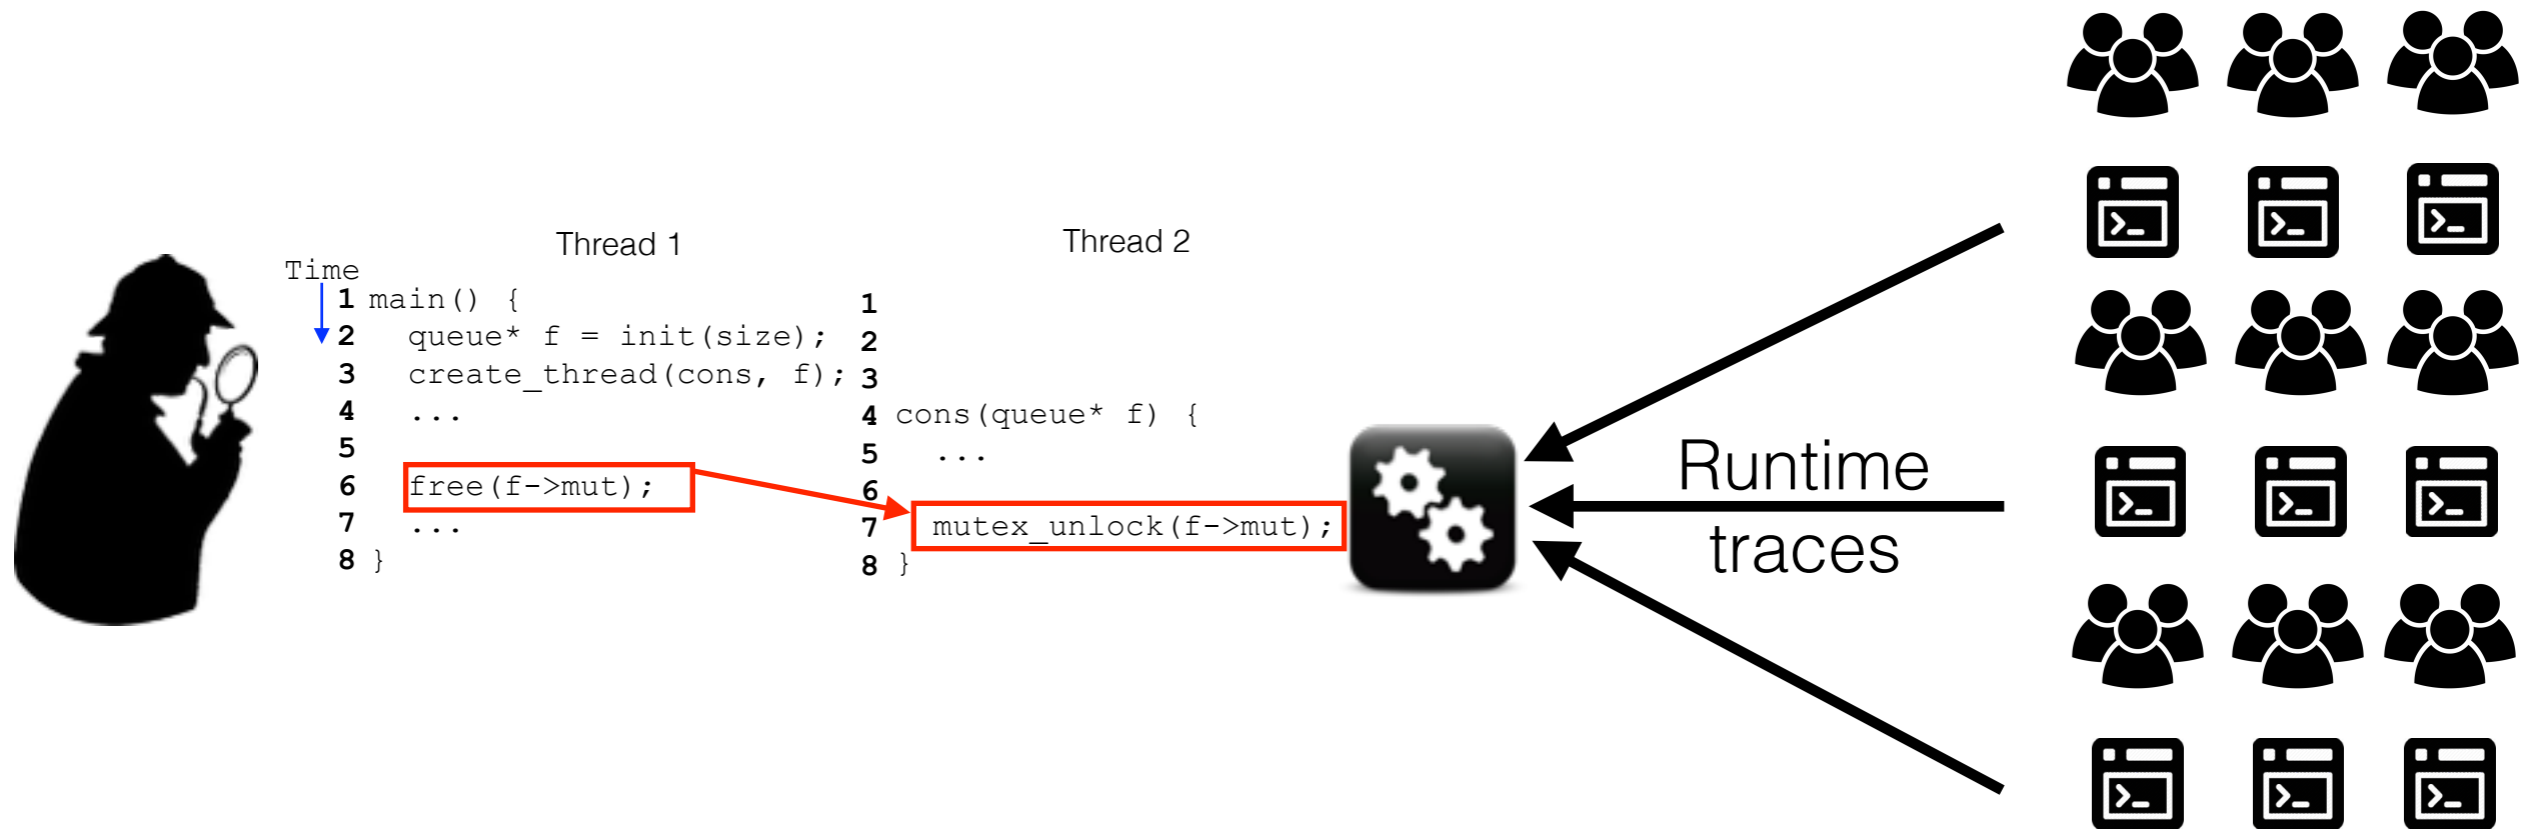 Thread 1
Time
1 main() {
2 queue* f = init(size);
3 create_thread(cons, f);
4 ...
5
6 free(f->mut);
7 ...
8 }
Thread 2
1
2
3
4 cons(queue* f) {
5 ...
6
7 mutex_unlock(f->mut);
8 }
Runtime
traces